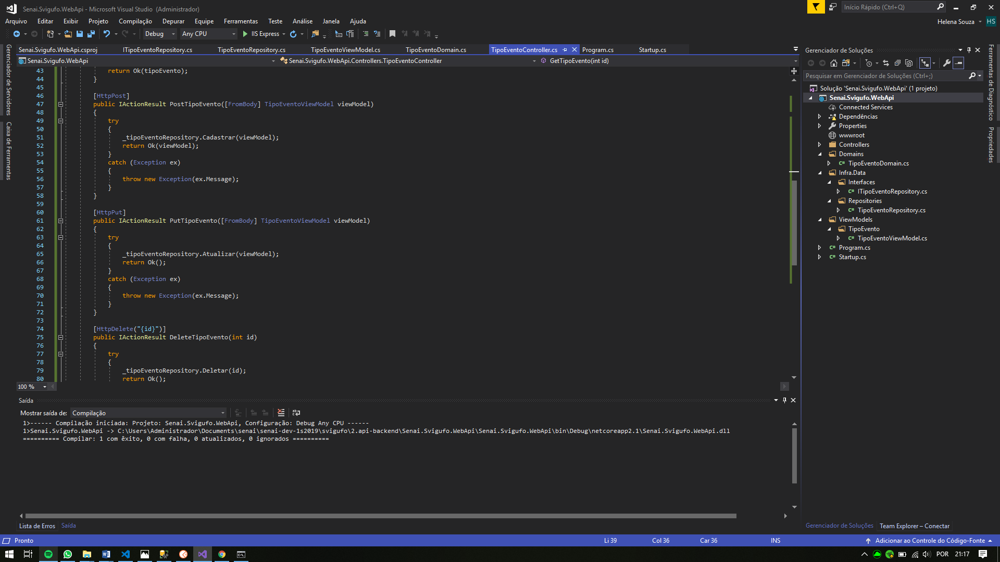 Senai.Svigufo.WebApi - Microsoft Visual Studio (Administrador)
Início Rápido (Ctrl+Q)
Arquivo Editar Exibir Projeto Compilação Depurar Equipe Ferramentas Teste Análise Janela Ajuda
Helena Souza HS
Debug Any CPU IIS Express
Gerenciador de Servidores
Caixa de Ferramentas
Senai.Svigufo.WebApi.csproj ITipoEventoRepository.cs TipoEventoRepository.cs TipoEventoViewModel.cs TipoEventoDomain.cs TipoEventoController.cs Program.cs Startup.cs
Senai.Svigufo.WebApi Senai.Svigufo.WebApi.Controllers.TipoEventoController GetTipoEvento(int id)
43 return Ok(tipoEvento);
44 }
45
46 [HttpPost]
47 public IActionResult PostTipoEvento([FromBody] TipoEventoViewModel viewModel)
48 {
49 try
50 {
51 _tipoEventoRepository.Cadastrar(viewModel);
52 return Ok(viewModel);
53 }
54 catch (Exception ex)
55 {
56 throw new Exception(ex.Message);
57 }
58 }
59
60 [HttpPut]
61 public IActionResult PutTipoEvento([FromBody] TipoEventoViewModel viewModel)
62 {
63 try
64 {
65 _tipoEventoRepository.Atualizar(viewModel);
66 return Ok();
67 }
68 catch (Exception ex)
69 {
70 throw new Exception(ex.Message);
71 }
72 }
73
74 [HttpDelete("{id}")]
75 public IActionResult DeleteTipoEvento(int id)
76 {
77 try
78 {
79 _tipoEventoRepository.Deletar(id);
80 return Ok();
100 %
Saída
Mostrar saída de: Compilação
1>------ Compilação iniciada: Projeto: Senai.Svigufo.WebApi, Configuração: Debug Any CPU ------
1>Senai.Svigufo.WebApi -> C:\Users\Administrador\Documents\senai\senai-dev-1s2019\svigufo\2.api-backend\Senai.Svigufo.WebApi\Senai.Svigufo.WebApi\bin\Debug\netcoreapp2.1\Senai.Svigufo.WebApi.dll
========== Compilar: 1 com êxito, 0 com falha, 0 atualizados, 0 ignorados ==========
Lista de Erros Saída
Gerenciador de Soluções
Pesquisar em Gerenciador de Soluções (Ctrl+;)
Solução 'Senai.Svigufo.WebApi' (1 projeto)
Senai.Svigufo.WebApi
Connected Services
Dependências
Properties
wwwroot
Controllers
Domains
C# TipoEventoDomain.cs
Infra.Data
Interfaces
C# ITipoEventoRepository.cs
Repositories
C# TipoEventoRepository.cs
ViewModels
TipoEvento
C# TipoEventoViewModel.cs
C# Program.cs
C# Startup.cs
Gerenciador de Soluções Team Explorer – Conectar
Ferramentas de Diagnóstico
Propriedades
Pronto Li 39 Col 36 Car 36 INS Adicionar ao Controle do Código-Fonte
POR 21:17